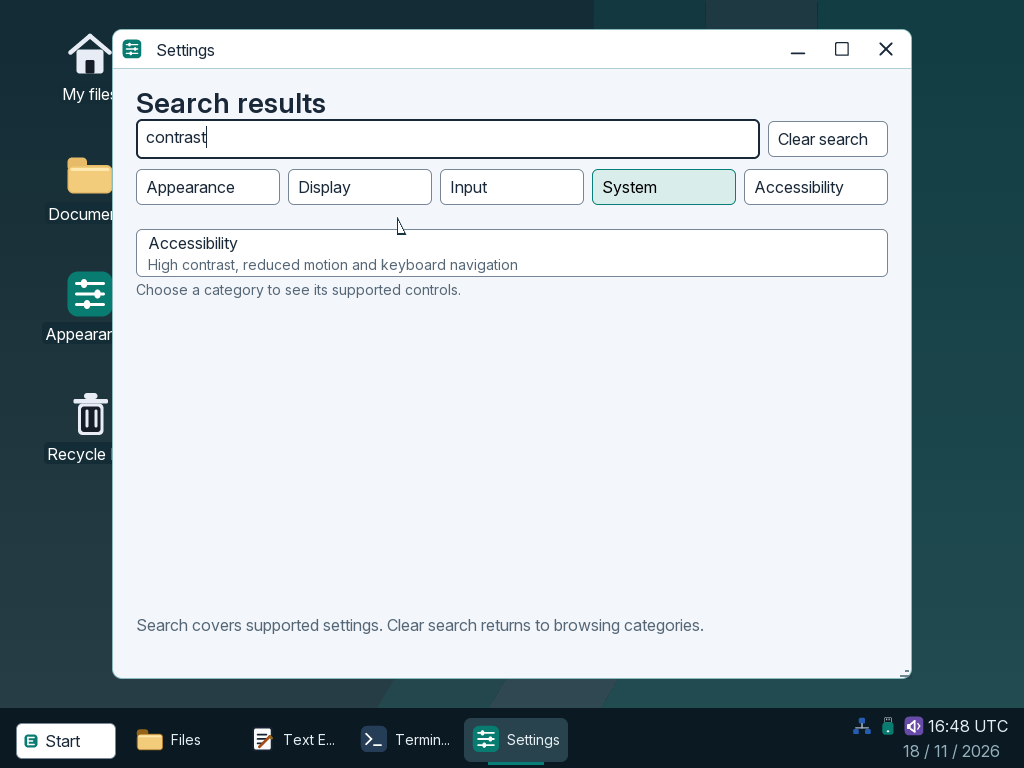 Settings
My files
Search results
contrast
Clear search
Appearance
Display
Input
System
Accessibility
Accessibility
High contrast, reduced motion and keyboard navigation
Choose a category to see its supported controls.
Recycle
Search covers supported settings. Clear search returns to browsing categories.
Start
Files
Text E...
Termin...
Settings
16:48 UTC
18 / 11 / 2026